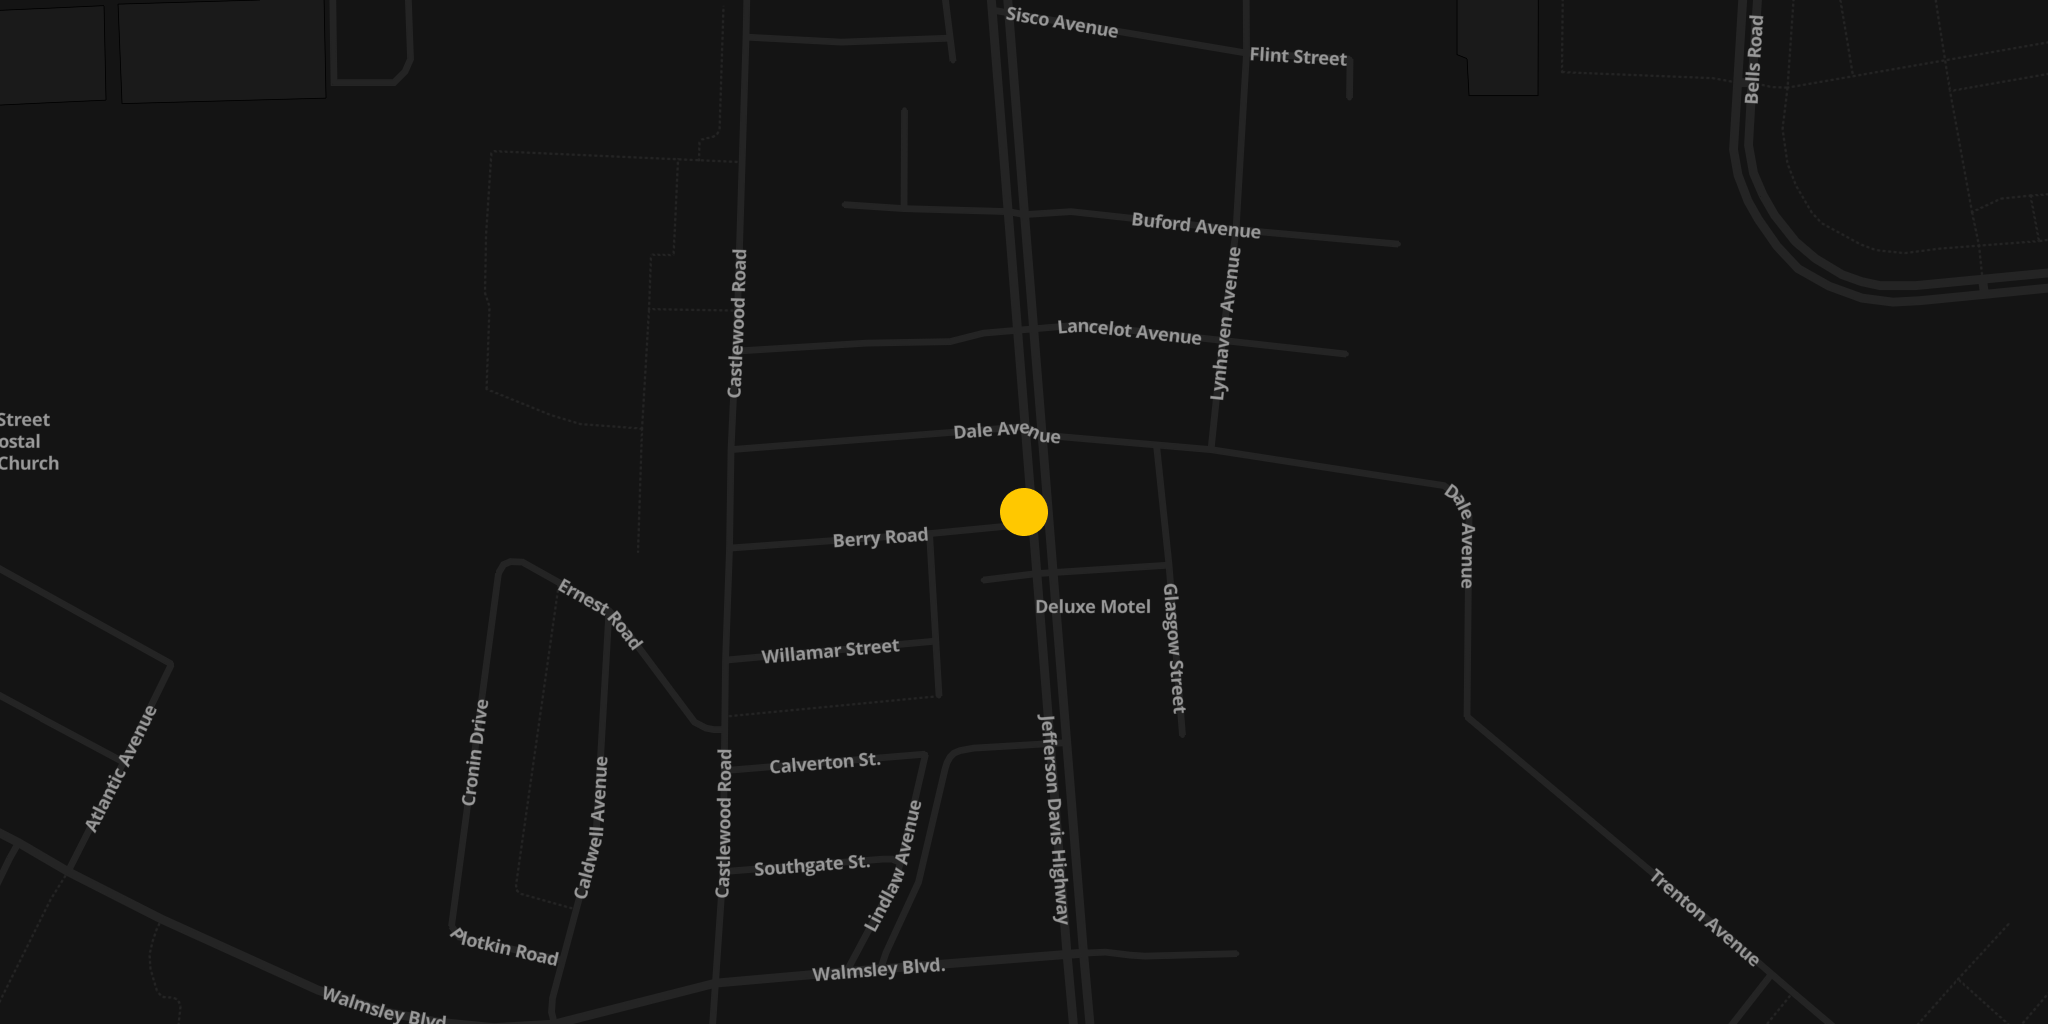 Sisco Avenue
Flint Street
Bells Road
Buford Avenue
Castlewood Road
Lynhaven Avenue
Lancelot Avenue
Street
ostal
Church
Dale Avenue
Dale Avenue
Berry Road
Ernest Road
Deluxe Motel
Glasgow Street
Willamar Street
Cronin Drive
Atlantic Avenue
Caldwell Avenue
Castlewood Road
Calverton St.
Jefferson Davis Highway
Lindlaw Avenue
Southgate St.
Trenton Avenue
Plotkin Road
Walmsley Blvd.
Walmsley Blvd